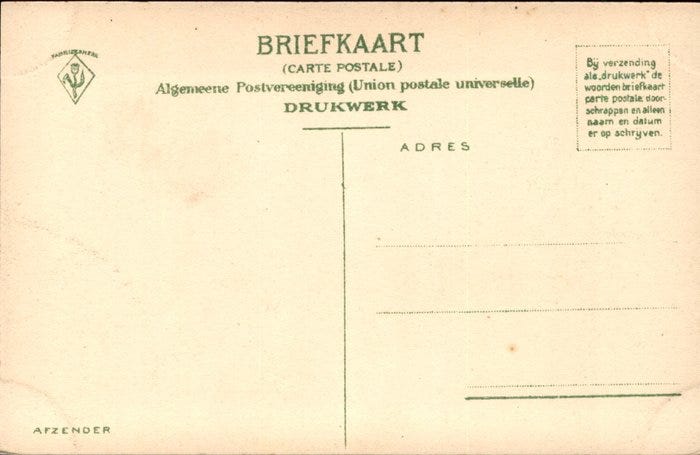 BRIEFKAART
(CARTE POSTALE)
Algemeene Postvereeniging (Union postale universelle)
DRUKWERK
Bij verzending
als „drukwerk" de
woorden briefkaart
carte postale door-
schrappen en alleen
naam en datum
er op schryven.
ADRES
AFZENDER